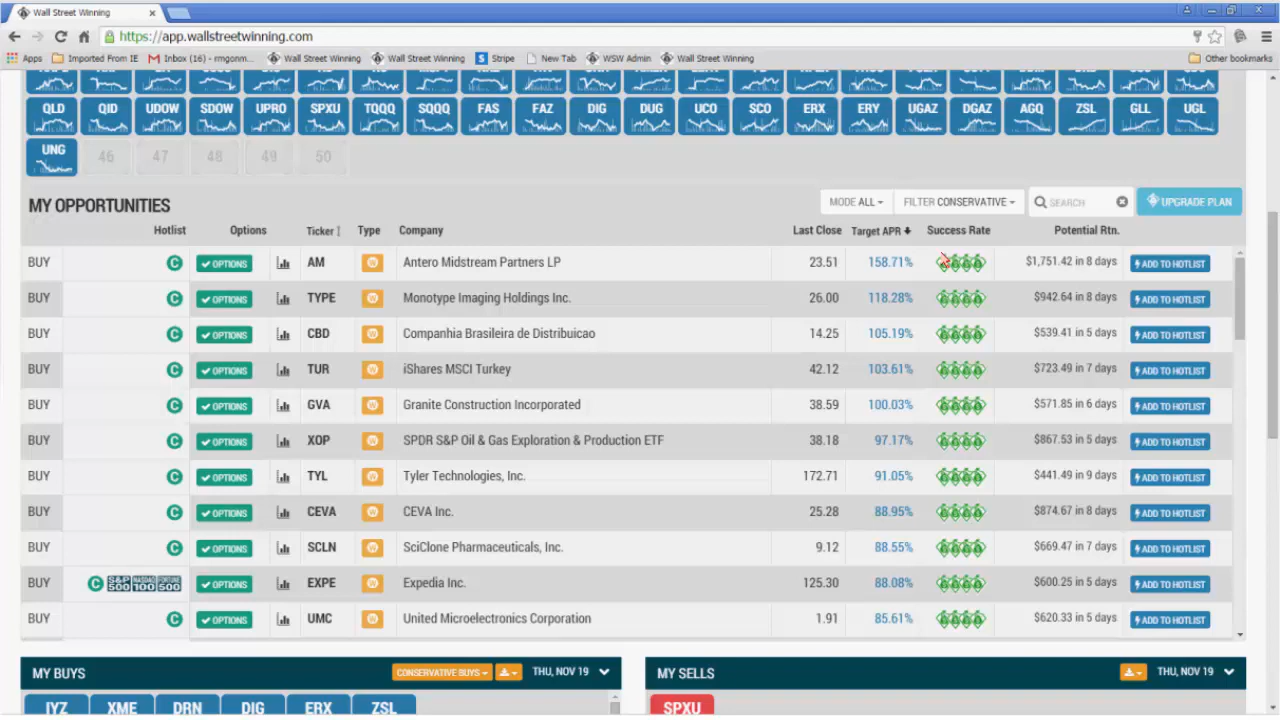 Wall Street Winning
https://app.wallstreetwinning.com
Apps Imported From IE Inbox (16) - rmgonm... Wall Street Winning Wall Street Winning Stripe New Tab WSW Admin Wall Street Winning Other bookmarks
QLD QID UDOW SDOW UPRO SPXU TQQQ SQQQ FAS FAZ DIG DUG UCO SCO ERX ERY UGAZ DGAZ AGQ ZSL GLL UGL
UNG 46 47 48 49 50
MY OPPORTUNITIES MODE ALL FILTER CONSERVATIVE SEARCH UPGRADE PLAN
Hotlist Options Ticker Type Company Last Close Target APR Success Rate Potential Rtn.
BUY C OPTIONS AM W Antero Midstream Partners LP 23.51 158.71% $1,751.42 in 8 days ADD TO HOTLIST
BUY C OPTIONS TYPE W Monotype Imaging Holdings Inc. 26.00 118.28% $942.64 in 8 days ADD TO HOTLIST
BUY C OPTIONS CBD W Companhia Brasileira de Distribuicao 14.25 105.19% $539.41 in 5 days ADD TO HOTLIST
BUY C OPTIONS TUR W iShares MSCI Turkey 42.12 103.61% $723.49 in 7 days ADD TO HOTLIST
BUY C OPTIONS GVA W Granite Construction Incorporated 38.59 100.03% $571.85 in 6 days ADD TO HOTLIST
BUY C OPTIONS XOP W SPDR S&P Oil & Gas Exploration & Production ETF 38.18 97.17% $867.53 in 5 days ADD TO HOTLIST
BUY C OPTIONS TYL W Tyler Technologies, Inc. 172.71 91.05% $441.49 in 9 days ADD TO HOTLIST
BUY C OPTIONS CEVA W CEVA Inc. 25.28 88.95% $874.67 in 8 days ADD TO HOTLIST
BUY C OPTIONS SCLN W SciClone Pharmaceuticals, Inc. 9.12 88.55% $669.47 in 7 days ADD TO HOTLIST
BUY C S&P 500 NASDAQ 100 FORTUNE 500 OPTIONS EXPE W Expedia Inc. 125.30 88.08% $600.25 in 5 days ADD TO HOTLIST
BUY C OPTIONS UMC W United Microelectronics Corporation 1.91 85.61% $620.33 in 5 days ADD TO HOTLIST
MY BUYS CONSERVATIVE BUYS THU, NOV 19 MY SELLS THU, NOV 19
IYZ XME DRN DIG ERX ZSL SPXU